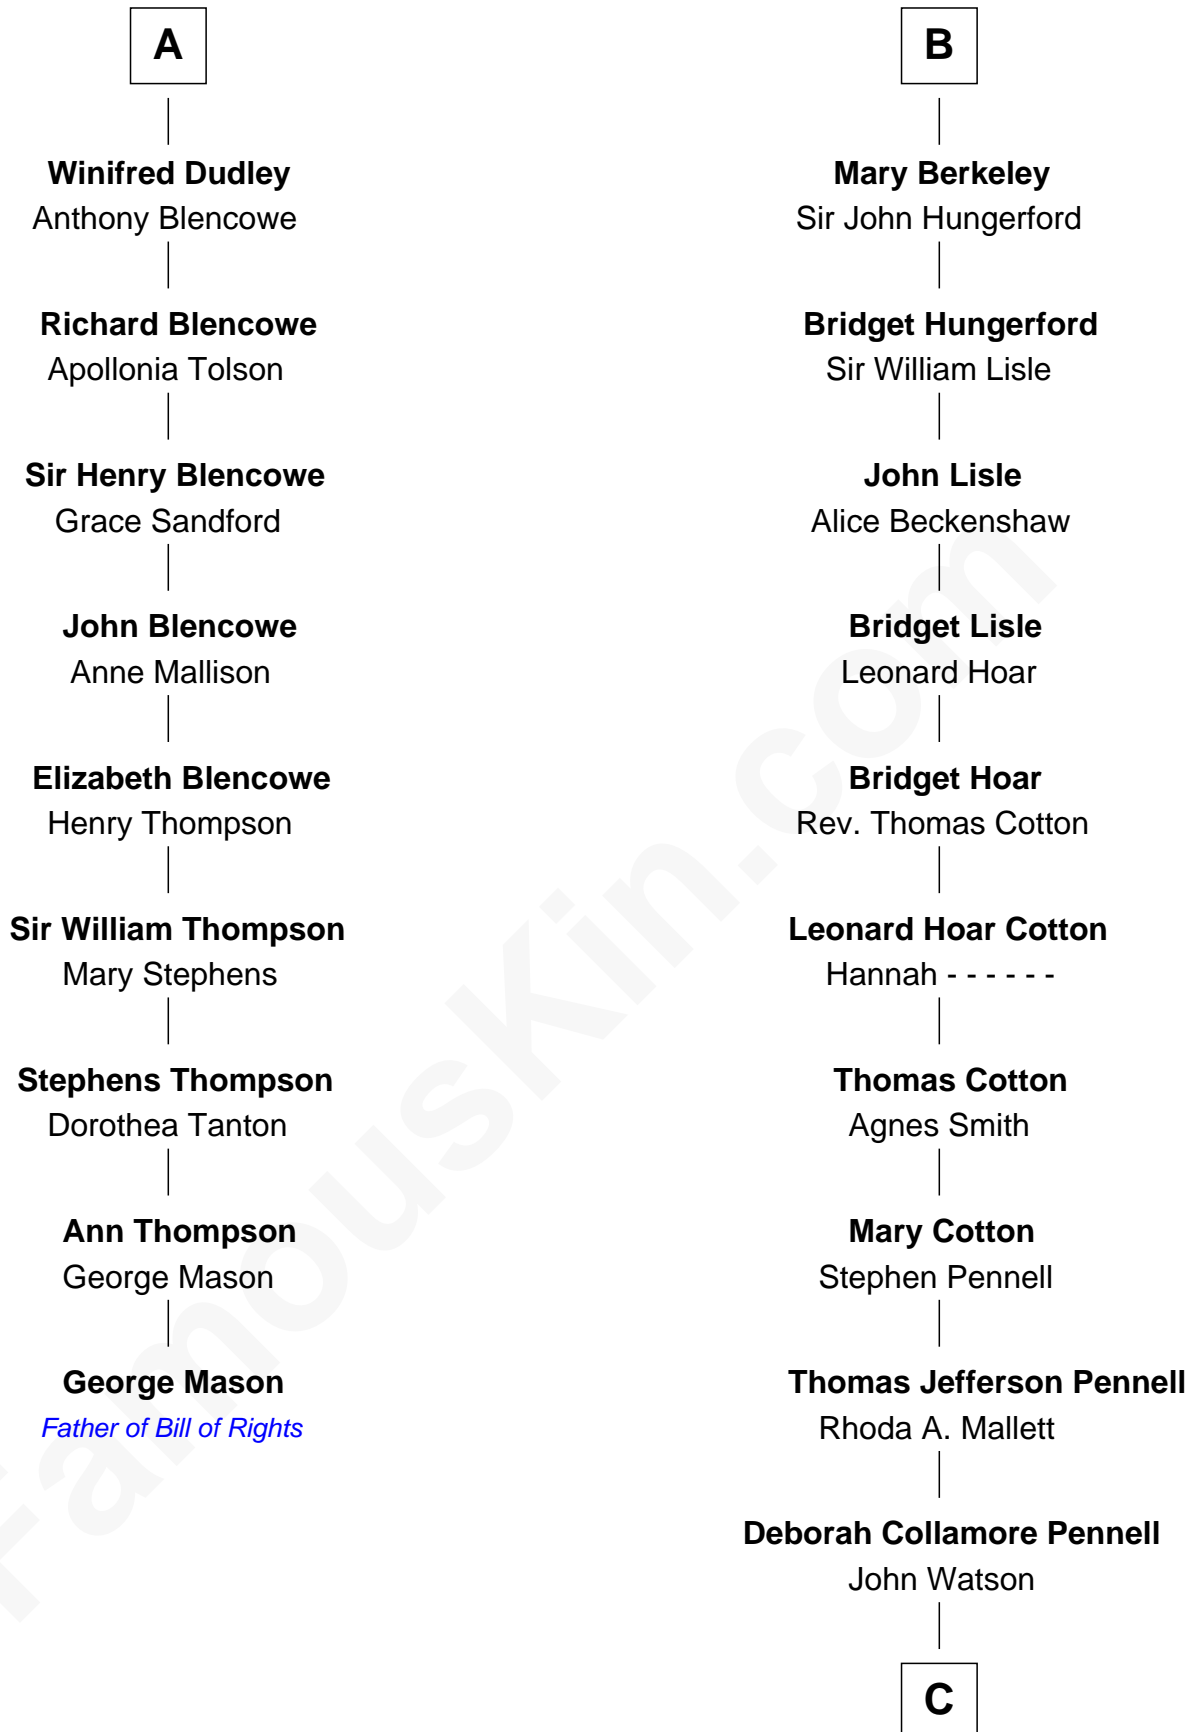 A
Winifred Dudley
Anthony Blencowe
Richard Blencowe
Apollonia Tolson
Sir Henry Blencowe
Grace Sandford
John Blencowe
Anne Mallison
Elizabeth Blencowe
Henry Thompson
Sir William Thompson
Mary Stephens
Stephens Thompson
Dorothea Tanton
Ann Thompson
George Mason
George Mason
Father of Bill of Rights
B
Mary Berkeley
Sir John Hungerford
Bridget Hungerford
Sir William Lisle
John Lisle
Alice Beckenshaw
Bridget Lisle
Leonard Hoar
Bridget Hoar
Rev. Thomas Cotton
Leonard Hoar Cotton
Hannah - - - - - -
Thomas Cotton
Agnes Smith
Mary Cotton
Stephen Pennell
Thomas Jefferson Pennell
Rhoda A. Mallett
Deborah Collamore Pennell
John Watson
C
FamousKin.com